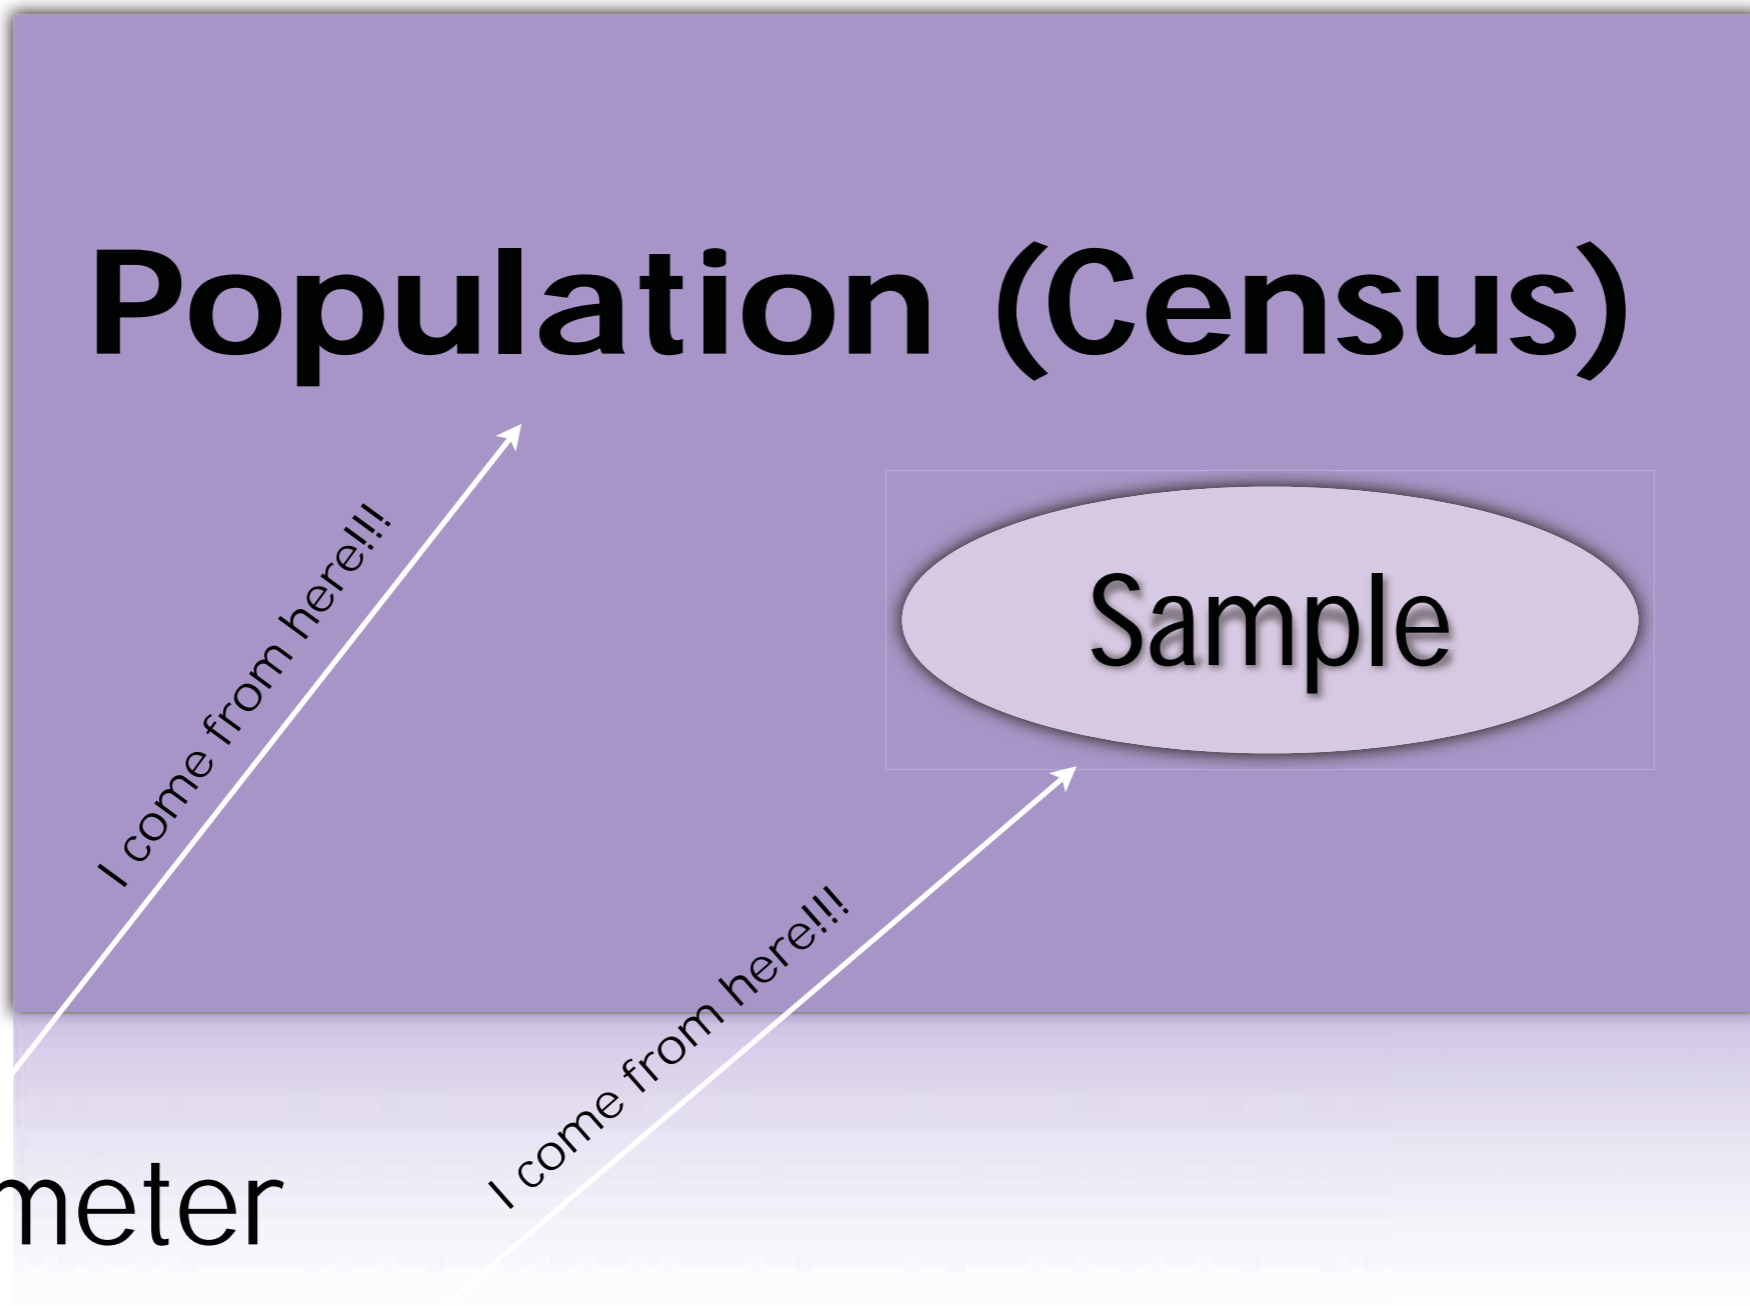 Population (Census)
Sample
I come from here!!!
I come from here!!!
meter